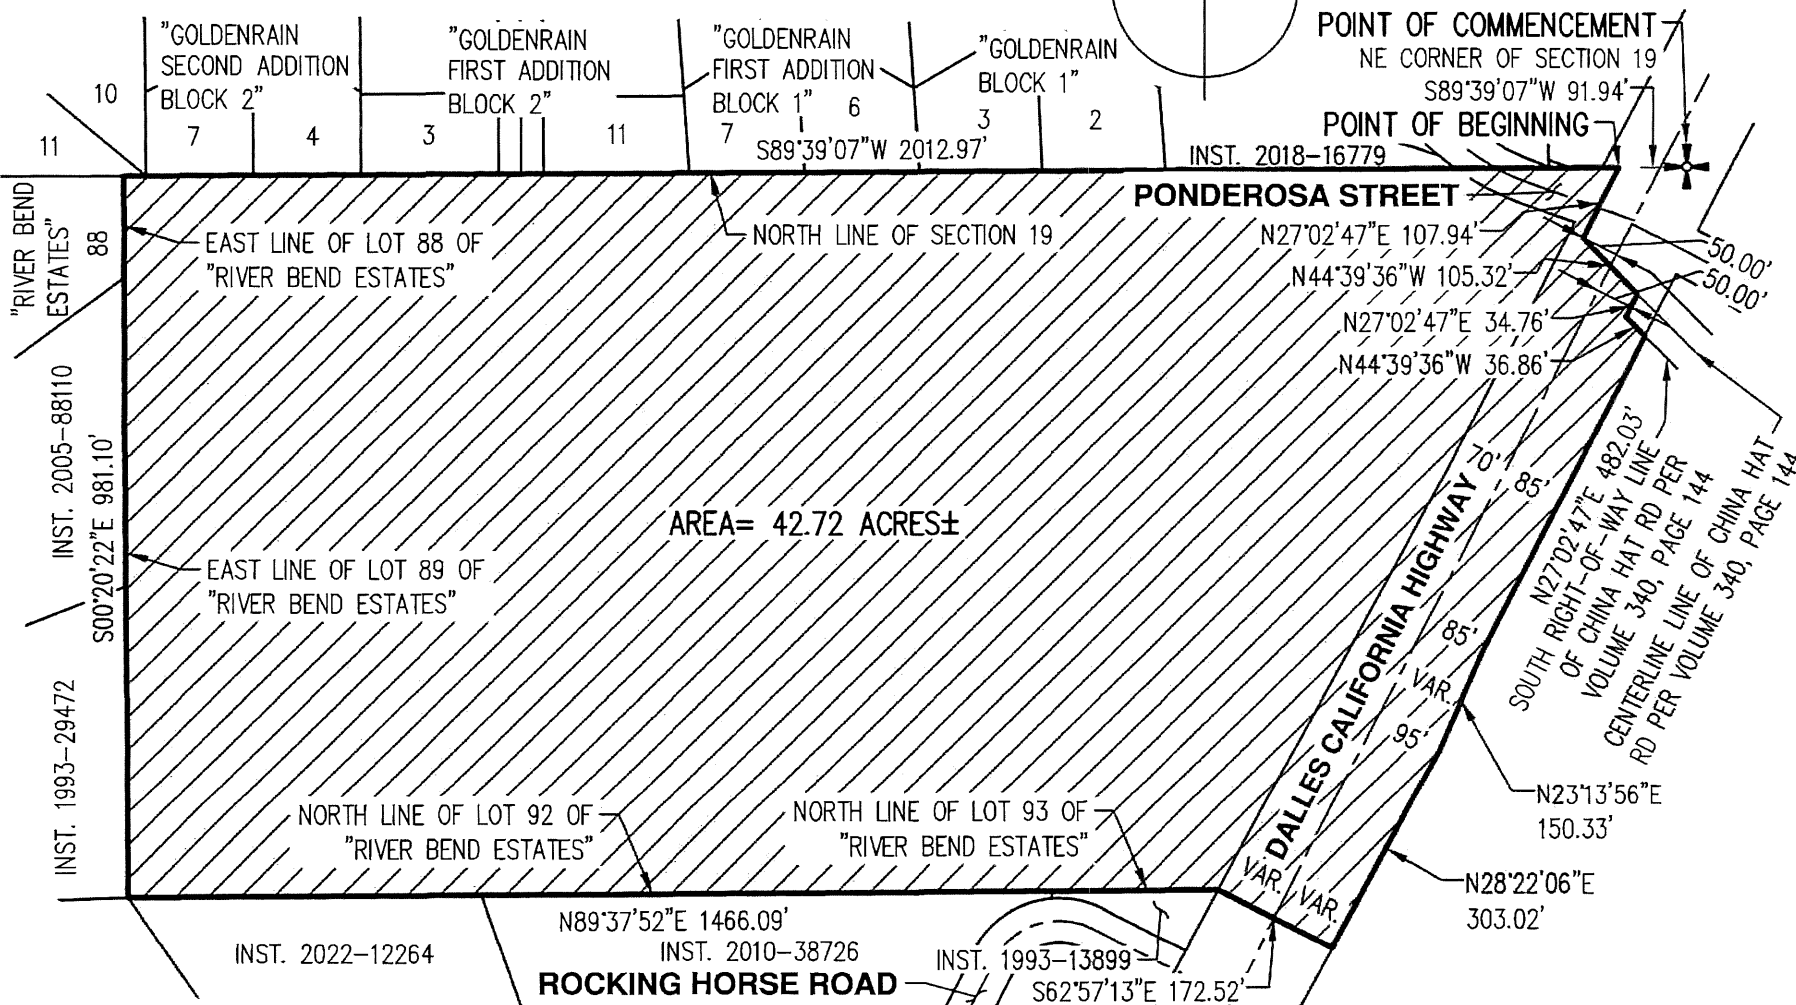 "GOLDENRAIN
SECOND ADDITION
BLOCK 2"
"GOLDENRAIN
FIRST ADDITION
BLOCK 2"
"GOLDENRAIN
FIRST ADDITION
BLOCK 1"
"GOLDENRAIN
BLOCK 1"
POINT OF COMMENCEMENT
NE CORNER OF SECTION 19
S89°39'07"W 91.94'
POINT OF BEGINNING
10
11
7
4
3
11
7
6
3
2
S89°39'07"W 2012.97'
INST. 2018-16779
PONDEROSA STREET
"RIVER BEND
ESTATES"
88
EAST LINE OF LOT 88 OF
"RIVER BEND ESTATES"
NORTH LINE OF SECTION 19
N27°02'47"E 107.94'
N44°39'36"W 105.32'
N27°02'47"E 34.76'
N44°39'36"W 36.86'
50.00'
50.00'
INST. 2005-88110
S00°20'22"E 981.10'
AREA= 42.72 ACRES±
EAST LINE OF LOT 89 OF
"RIVER BEND ESTATES"
70'
85'
DALLES CALIFORNIA HIGHWAY
85'
VAR.
95'
N27°02'47"E 482.03'
SOUTH RIGHT-OF-WAY LINE
OF CHINA HAT RD PER
VOLUME 340, PAGE 144
CENTERLINE LINE OF CHINA HAT
RD PER VOLUME 340, PAGE 144
INST. 1993-29472
NORTH LINE OF LOT 92 OF
"RIVER BEND ESTATES"
NORTH LINE OF LOT 93 OF
"RIVER BEND ESTATES"
N23°13'56"E
150.33'
VAR.
VAR.
N28°22'06"E
303.02'
N89°37'52"E 1466.09'
INST. 2022-12264
INST. 2010-38726
INST. 1993-13899
ROCKING HORSE ROAD
S62°57'13"E 172.52'